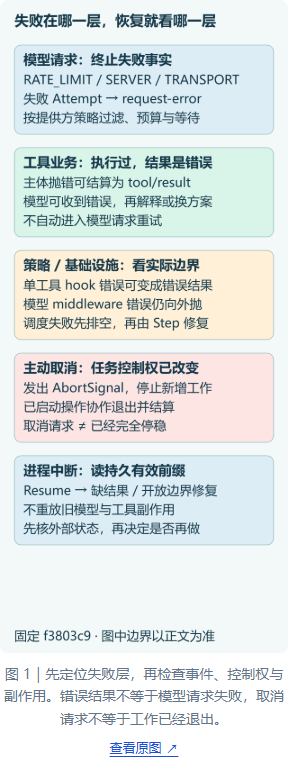 失败在哪一层，恢复就看哪一层
模型请求：终止失败事实
RATE_LIMIT / SERVER / TRANSPORT
失败 Attempt → request-error
按提供方策略过滤、预算与等待
工具业务：执行过，结果是错误
主体抛错可结算为 tool/result
模型可收到错误，再解释或换方案
不自动进入模型请求重试
策略 / 基础设施：看实际边界
单工具 hook 错误可变成错误结果
模型 middleware 错误仍向外抛
调度失败先排空，再由 Step 修复
主动取消：任务控制权已改变
发出 AbortSignal，停止新增工作
已启动操作协作退出并结算
取消请求 ≠ 已经完全停稳
进程中断：读持久有效前缀
Resume → 缺结果 / 开放边界修复
不重放旧模型与工具副作用
先核外部状态，再决定是否再做
固定 f3803c9 · 图中边界以正文为准
图 1｜先定位失败层，再检查事件、控制权与
副作用。错误结果不等于模型请求失败，取消
请求不等于工作已经退出。
查看原图 ↗